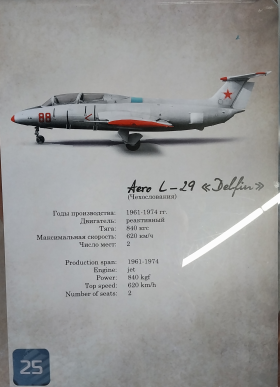 88
Aero L-29 «Delfin»
(Чехословакия)
Годы производства: 1961-1974 гг.
Двигатель: реактивный
Тяга: 840 кгс
Максимальная скорость: 620 км/ч
Число мест: 2
Production span: 1961-1974
Engine: jet
Power: 840 kgf
Top speed: 620 km/h
Number of seats: 2
25